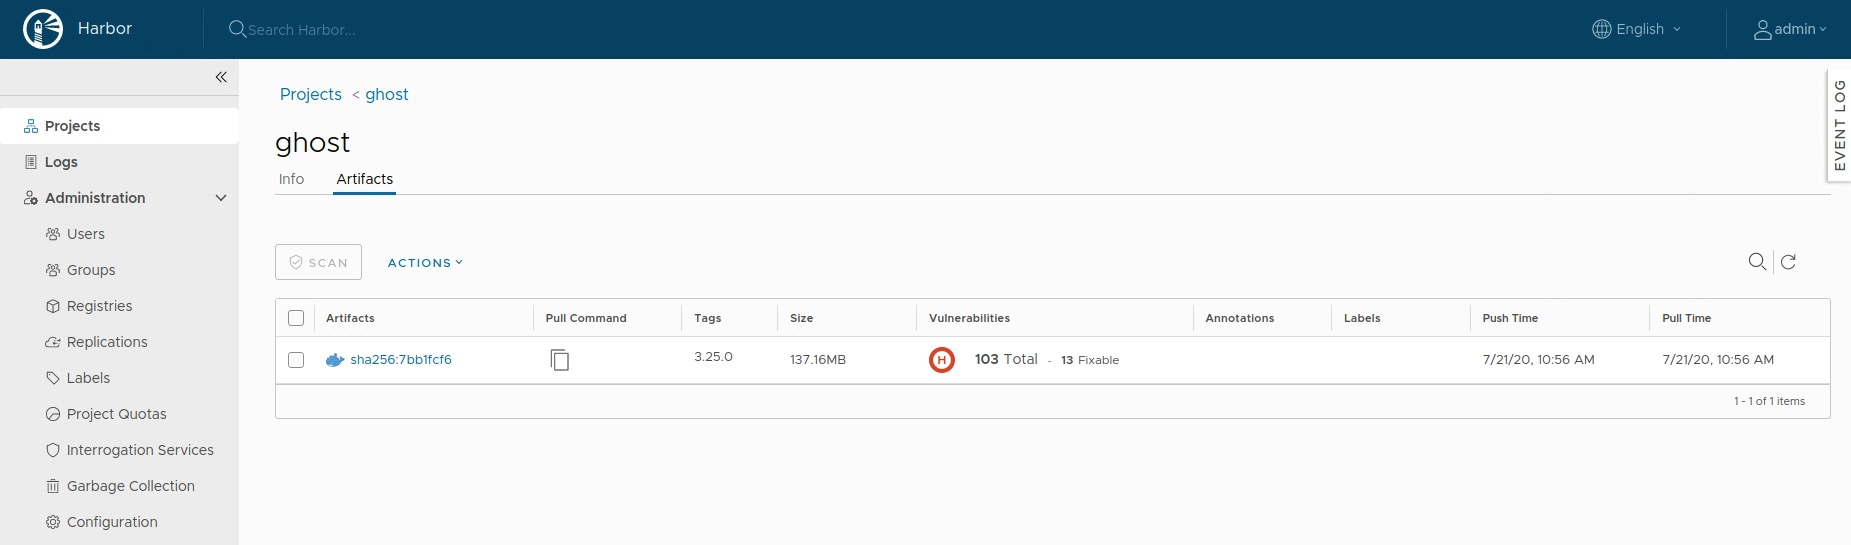 Harbor
Search Harbor...
English
admin
EVENT LOG
Projects
Logs
Administration
Users
Groups
Registries
Replications
Labels
Project Quotas
Interrogation Services
Garbage Collection
Configuration
Projects < ghost
ghost
Info Artifacts
SCAN ACTIONS
Artifacts Pull Command Tags Size Vulnerabilities Annotations Labels Push Time Pull Time
sha256:7bb1fcf6 3.25.0 137.16MB H 103 Total - 13 Fixable 7/21/20, 10:56 AM 7/21/20, 10:56 AM
1 - 1 of 1 items